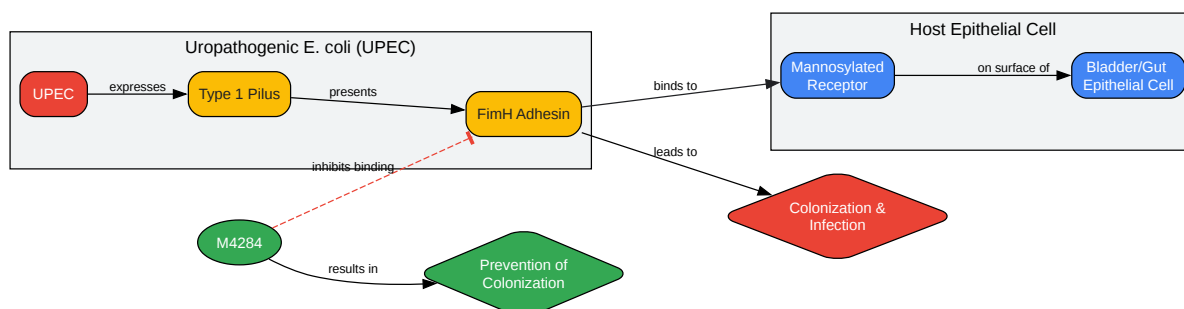 Uropathogenic E. coli (UPEC)
Host Epithelial Cell
UPEC
expresses
Type 1 Pilus
presents
FimH Adhesin
binds to
Mannosylated
Receptor
on surface of
Bladder/Gut
Epithelial Cell
inhibits binding
leads to
Colonization &
Infection
M4284
results in
Prevention of
Colonization